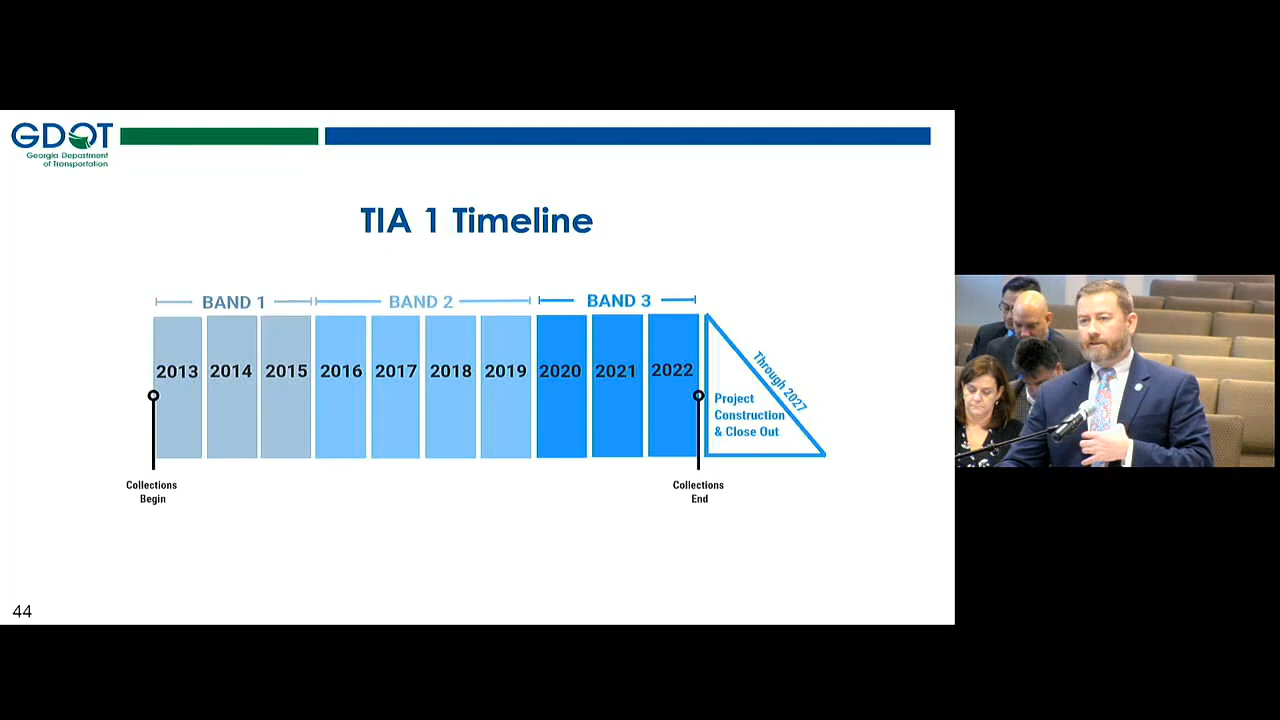 GDOT
Georgia Department
of Transportation
TIA 1 Timeline
BAND 1 BAND 2 BAND 3
2013 2014 2015 2016 2017 2018 2019 2020 2021 2022
Through 2027
Project
Construction
& Close Out
Collections
Begin
Collections
End
44